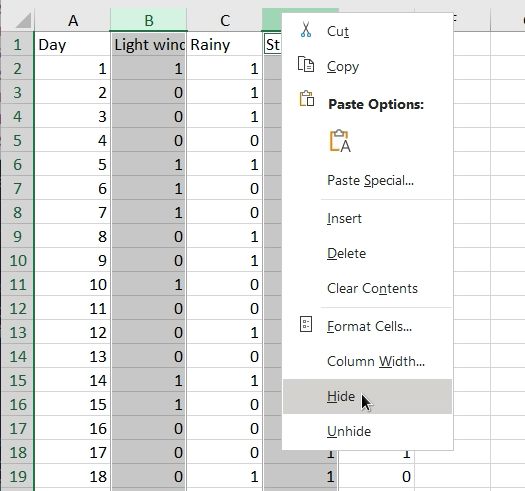 A B C
1 Day Light wind Rainy St
2 1 1 1
3 2 0 1
4 3 0 1
5 4 0 0
6 5 1 1
7 6 1 0
8 7 1 0
9 8 0 1
10 9 0 1
11 10 1 0
12 11 0 0
13 12 0 1
14 13 0 0
15 14 1 1
16 15 1 0
17 16 0 0
18 17 0 0 1 1
19 18 0 1 1 0
Cut
Copy
Paste Options:
Paste Special...
Insert
Delete
Clear Contents
Format Cells...
Column Width...
Hide
Unhide